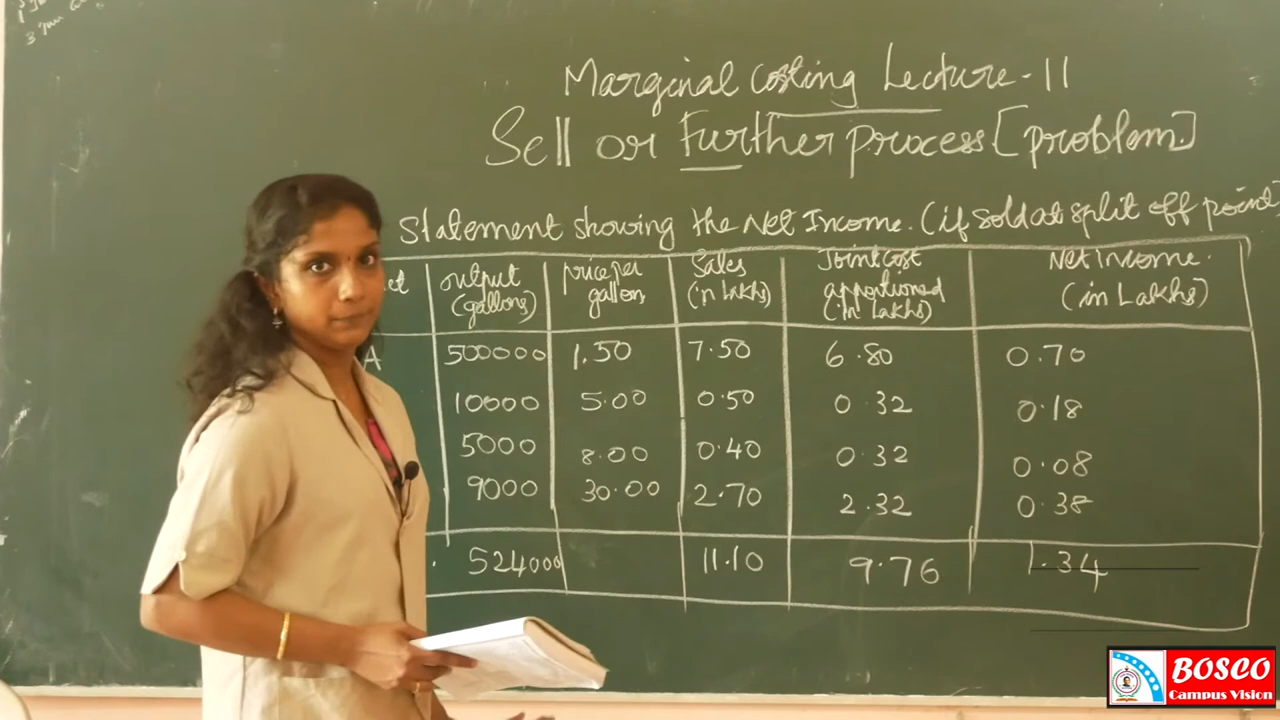 Marginal Costing Lecture-11
Sell or Further process [problem]
Statement showing the Net Income. (if sold at split off point
output (gallons) price per gallon Sales (in Lakhs) Joint Cost apportioned (in Lakhs) Net income. (in Lakhs)
A 500000 1.50 7.50 6.80 0.70
10000 5.00 0.50 0.32 0.18
5000 8.00 0.40 0.32 0.08
9000 30.00 2.70 2.32 0.38
524000 11.10 9.76 1.34
BOSCO
Campus Vision